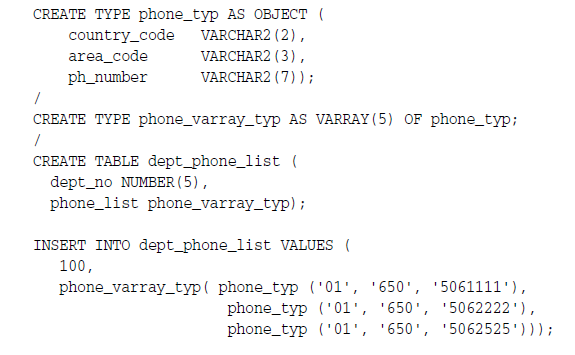 CREATE TYPE phone_typ AS OBJECT (
    country_code   VARCHAR2(2),
    area_code      VARCHAR2(3),
    ph_number      VARCHAR2(7));
/
CREATE TYPE phone_varray_typ AS VARRAY(5) OF phone_typ;
/
CREATE TABLE dept_phone_list (
  dept_no NUMBER(5),
  phone_list phone_varray_typ);

INSERT INTO dept_phone_list VALUES (
   100,
   phone_varray_typ( phone_typ ('01', '650', '5061111'),
                      phone_typ ('01', '650', '5062222'),
                      phone_typ ('01', '650', '5062525')));